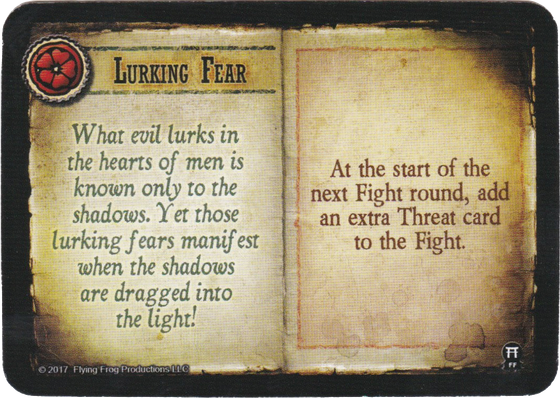 LURKING FEAR
What evil lurks in
the hearts of men is
known only to the
shadows. Yet those
lurking fears manifest
when the shadows
are dragged into
the light!
At the start of the
next Fight round, add
an extra Threat card
to the Fight.
© 2017 Flying Frog Productions LLC
FF